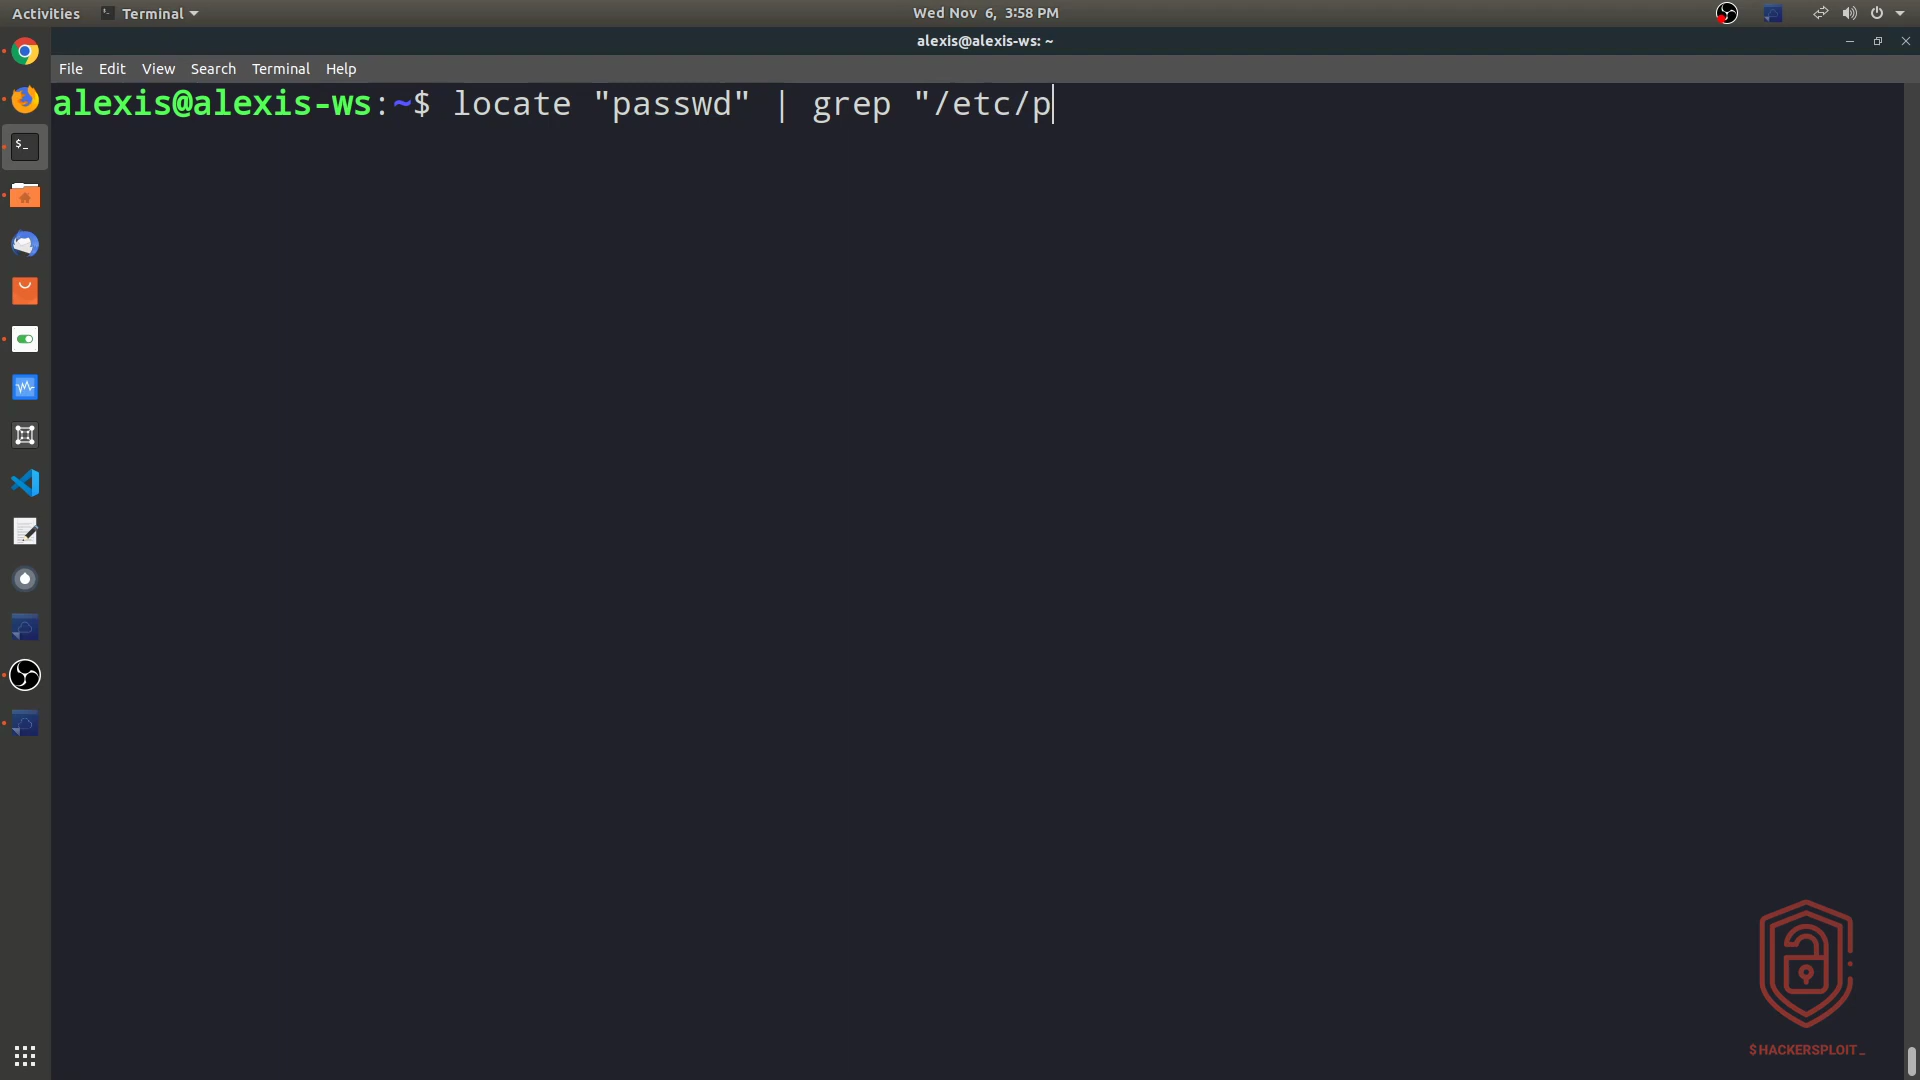 Activities Terminal Wed Nov 6, 3:58 PM
alexis@alexis-ws: ~
File Edit View Search Terminal Help
alexis@alexis-ws:~$ locate "passwd" | grep "/etc/p
$HACKERSPLOIT_